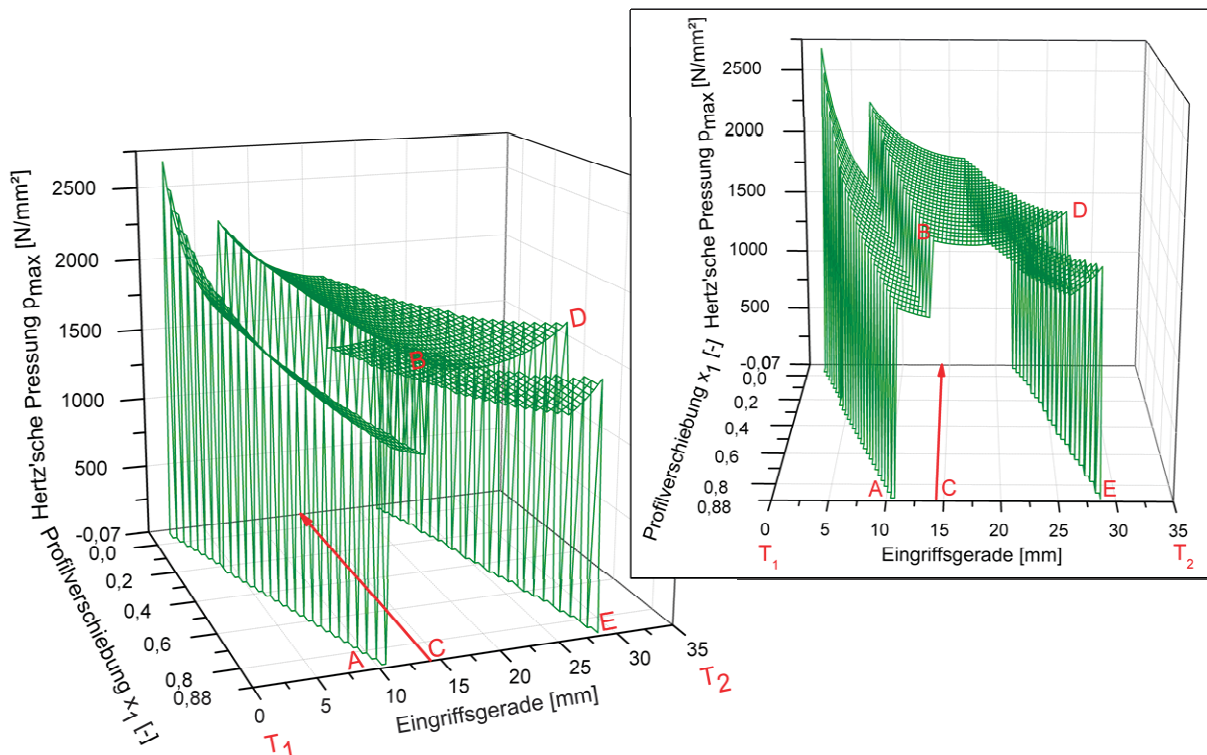 Hertz'sche Pressung pmax [N/mm²]
2500
2000
1500
1000
500
-0,07
0,0
0,2
0,4
0,6
0,8
0,88
Profilverschiebung x1 [-]
0
5
10
15
20
25
30
35
Eingriffsgerade [mm]
T1
T2
A
B
C
D
E
Hertz'sche Pressung pmax [N/mm²]
2500
2000
1500
1000
500
-0,07
0,0
0,2
0,4
0,6
0,8
0,88
Profilverschiebung x1 [-]
0
5
10
15
20
25
30
35
Eingriffsgerade [mm]
T1
T2
A
B
C
D
E